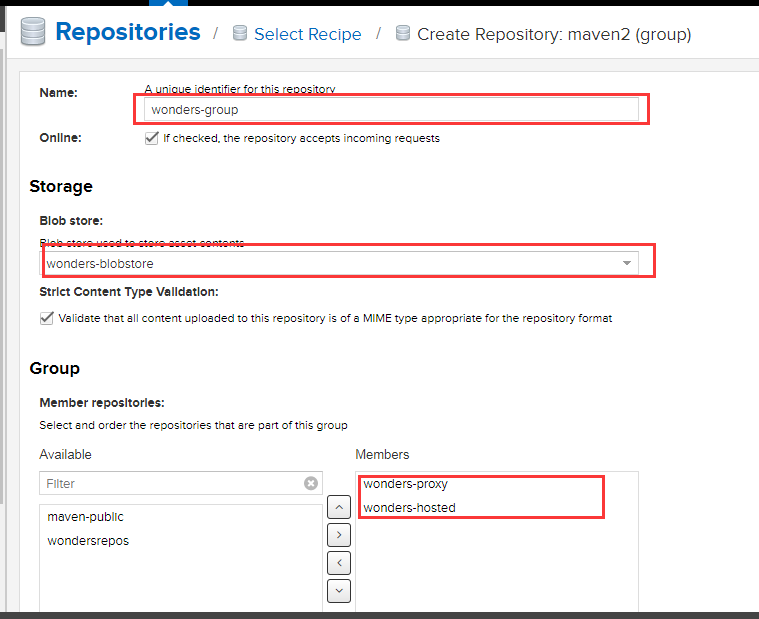 Repositories / Select Recipe / Create Repository: maven2 (group)
Name:
A unique identifier for this repository
wonders-group
Online:
If checked, the repository accepts incoming requests
Storage
Blob store:
Blob store used to store asset contents
wonders-blobstore
Strict Content Type Validation:
Validate that all content uploaded to this repository is of a MIME type appropriate for the repository format
Group
Member repositories:
Select and order the repositories that are part of this group
Available
Members
Filter
maven-public
wondersrepos
wonders-proxy
wonders-hosted